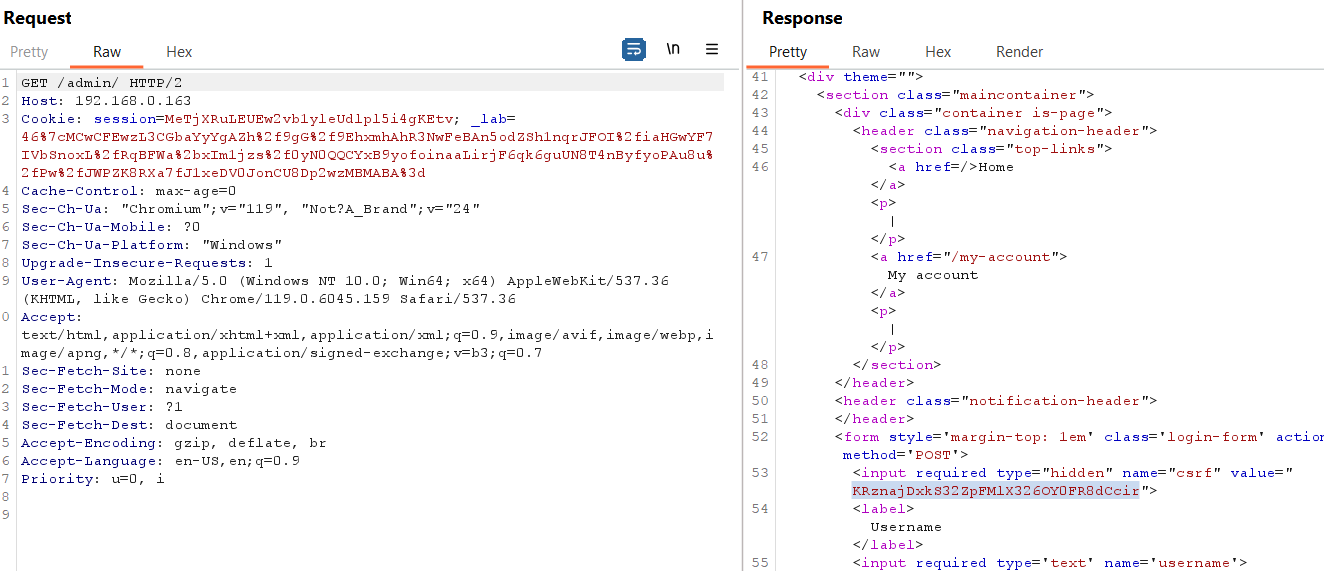 Request
Pretty Raw Hex
\n
1 GET /admin/ HTTP/2
2 Host: 192.168.0.163
3 Cookie: session=MeTjXRuLEUEw2vblyleUdlpl5i4gKEtv; _lab=
46%7cMCwCFEwzL3CGbaYyYgAZh%2f9gG%2f9EhxmhAhR3NwFeBAn5odZShlnqrJFOI%2fiaHGwYF7
IVbSnoxL%2fRqBFWa%2bxImljzs%2f0yN0QQCYxB9yofoinaaLirjF6qk6guUN8T4nByfyoPAu8u%
2fPw%2fJWPZK8RXa7fJlxeDV0JonCU8Dp2wzMBMABA%3d
4 Cache-Control: max-age=0
5 Sec-Ch-Ua: "Chromium";v="119", "Not?A_Brand";v="24"
6 Sec-Ch-Ua-Mobile: ?0
7 Sec-Ch-Ua-Platform: "Windows"
8 Upgrade-Insecure-Requests: 1
9 User-Agent: Mozilla/5.0 (Windows NT 10.0; Win64; x64) AppleWebKit/537.36
(KHTML, like Gecko) Chrome/119.0.6045.159 Safari/537.36
0 Accept:
text/html,application/xhtml+xml,application/xml;q=0.9,image/avif,image/webp,i
mage/apng,*/*;q=0.8,application/signed-exchange;v=b3;q=0.7
1 Sec-Fetch-Site: none
2 Sec-Fetch-Mode: navigate
3 Sec-Fetch-User: ?1
4 Sec-Fetch-Dest: document
5 Accept-Encoding: gzip, deflate, br
6 Accept-Language: en-US,en;q=0.9
7 Priority: u=0, i
8
9
Response
Pretty Raw Hex Render
41 <div theme="">
42 <section class="maincontainer">
43 <div class="container is-page">
44 <header class="navigation-header">
45 <section class="top-links">
46 <a href=/>Home
</a>
<p>
|
</p>
47 <a href="/my-account">
My account
</a>
<p>
|
</p>
48 </section>
49 </header>
50 <header class="notification-header">
51 </header>
52 <form style='margin-top: 1em' class='login-form' action
method='POST'>
53 <input required type="hidden" name="csrf" value="
KRznajDxkS32ZpFMlX326OY0FR8dCcir">
54 <label>
Username
</label>
55 <input required type='text' name='username'>